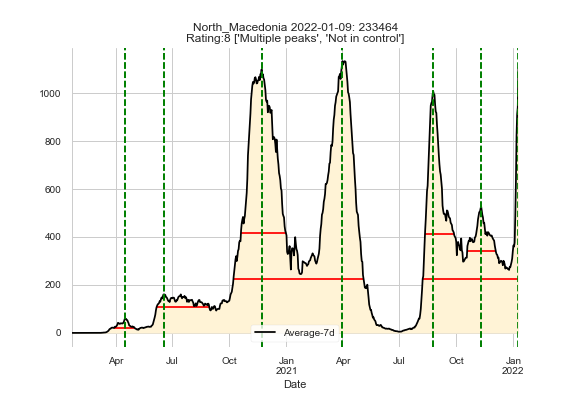 North_Macedonia 2022-01-09: 233464
Rating:8 ['Multiple peaks', 'Not in control']
1000
800
600
400
200
0
Average-7d
Apr Jul Oct Jan Apr Jul Oct Jan
2021 2022
Date